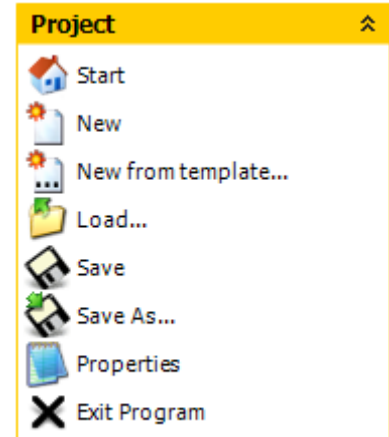 Project
Start
New
New from template...
Load...
Save
Save As...
Properties
Exit Program